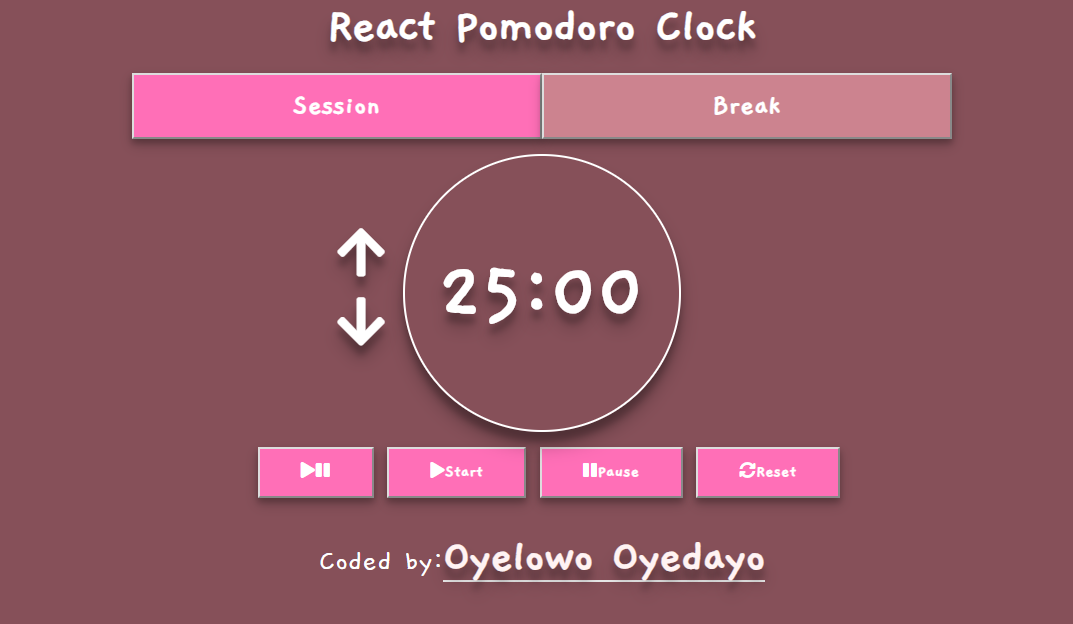 React Pomodoro Clock
Session Break
25:00
Start Pause Reset
Coded by:Oyelowo Oyedayo